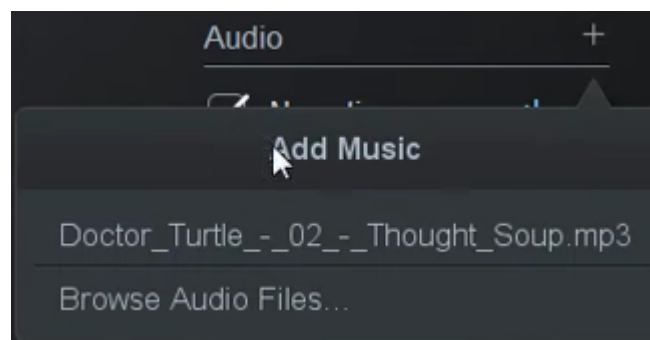 Audio +
Add Music
Doctor_Turtle_-_02_-_Thought_Soup.mp3
Browse Audio Files...